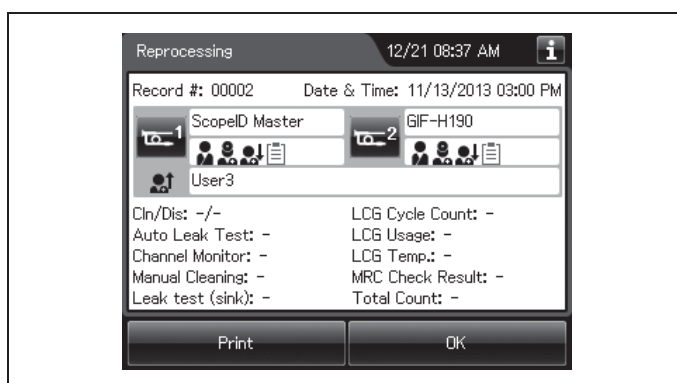 Reprocessing 12/21 08:37 AM i
Record #: 00002 Date & Time: 11/13/2013 03:00 PM
1 ScopeID Master 2 GIF-H190
User3
Cln/Dis: -/- LCG Cycle Count: -
Auto Leak Test: - LCG Usage: -
Channel Monitor: - LCG Temp.: -
Manual Cleaning: - MRC Check Result: -
Leak test (sink): - Total Count: -
Print OK